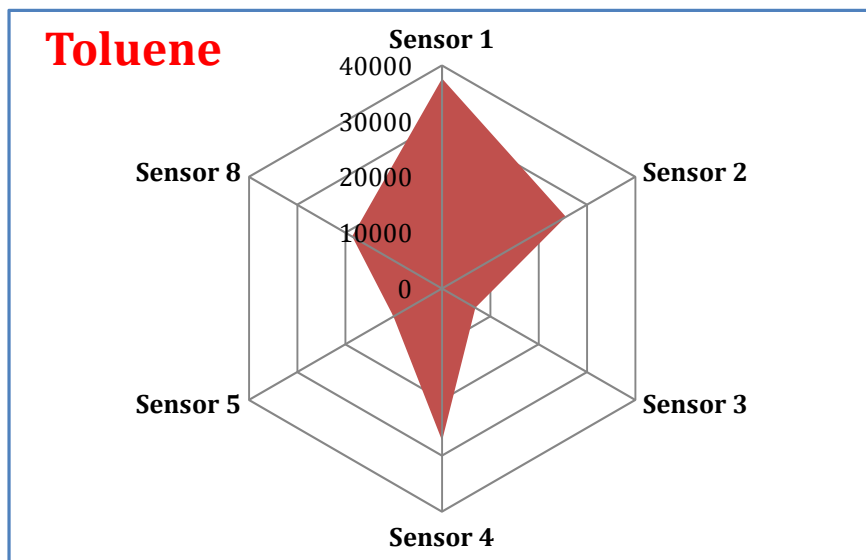 Toluene
Sensor 1
40000
30000
Sensor 8
20000
Sensor 2
10000
0
Sensor 5
Sensor 3
Sensor 4